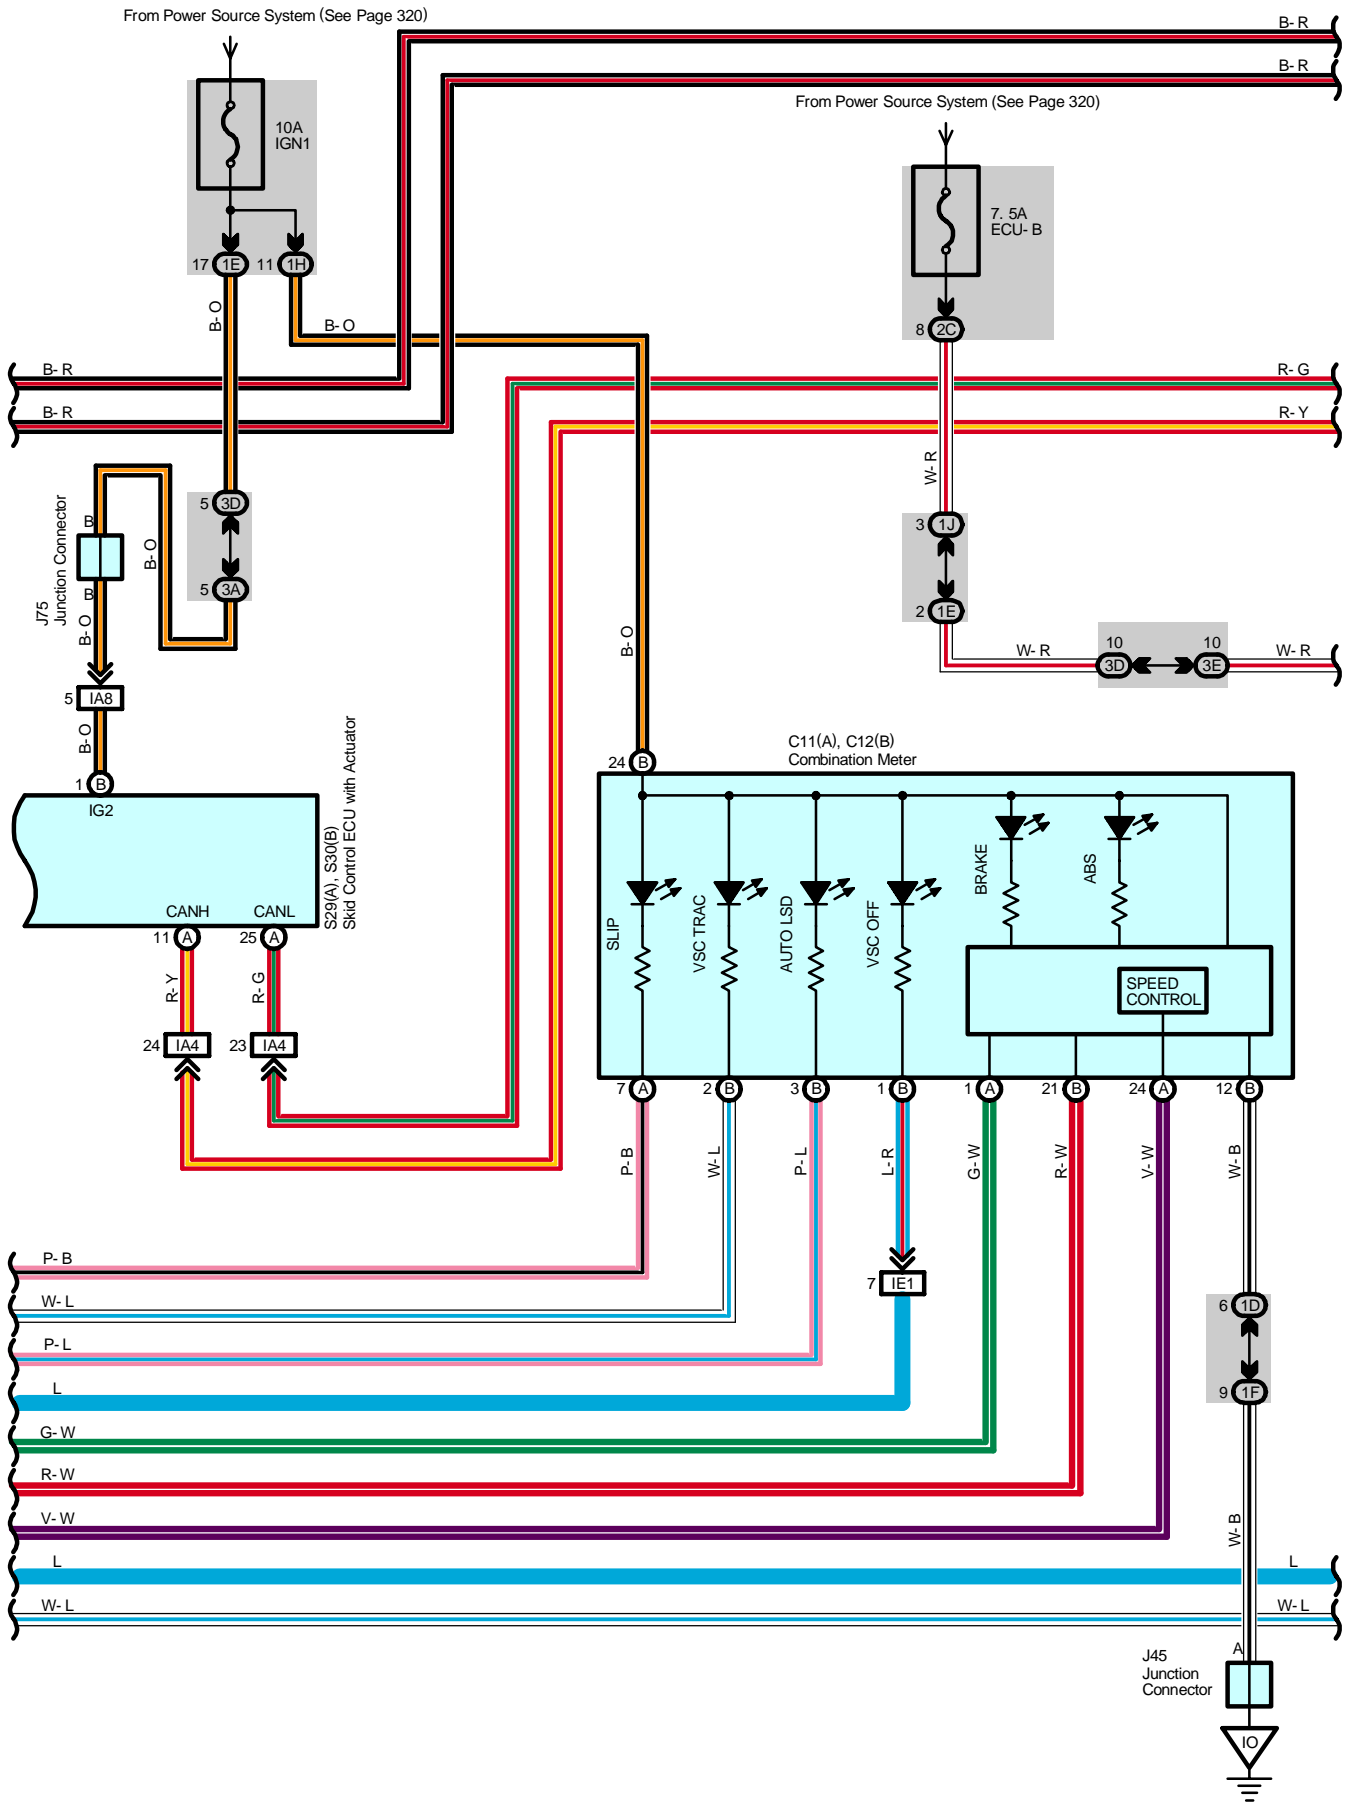 From Power Source System (See Page 320)
B-R
B-R
From Power Source System (See Page 320)
10A
IGN1
7. 5A
ECU-B
17 1E 11 1H
B-O
B-O
8 2C
B-R
R-G
B-R
R-Y
W-R
5 3D
3 1J
J75
Junction Connector
B
B-O
B
5 3A
2 1E
B-O
B-O
W-R
10
3D
10
3E
W-R
5 IA8
B-O
C11(A), C12(B)
Combination Meter
24 B
1 B
IG2
S29(A), S30(B)
Skid Control ECU with Actuator
BRAKE
ABS
CANH
CANL
SLIP
VSC TRAC
AUTO LSD
VSC OFF
11 A
25 A
R-Y
R-G
SPEED
CONTROL
24 IA4
23 IA4
7 A
2 B
3 B
1 B
1 A
21 B
24 A
12 B
P-B
W-L
P-L
L-R
G-W
R-W
V-W
W-B
P-B
7 IE1
W-L
6 1D
P-L
L
9 1F
G-W
R-W
V-W
W-B
L
L
W-L
W-L
A
J45
Junction
Connector
IO